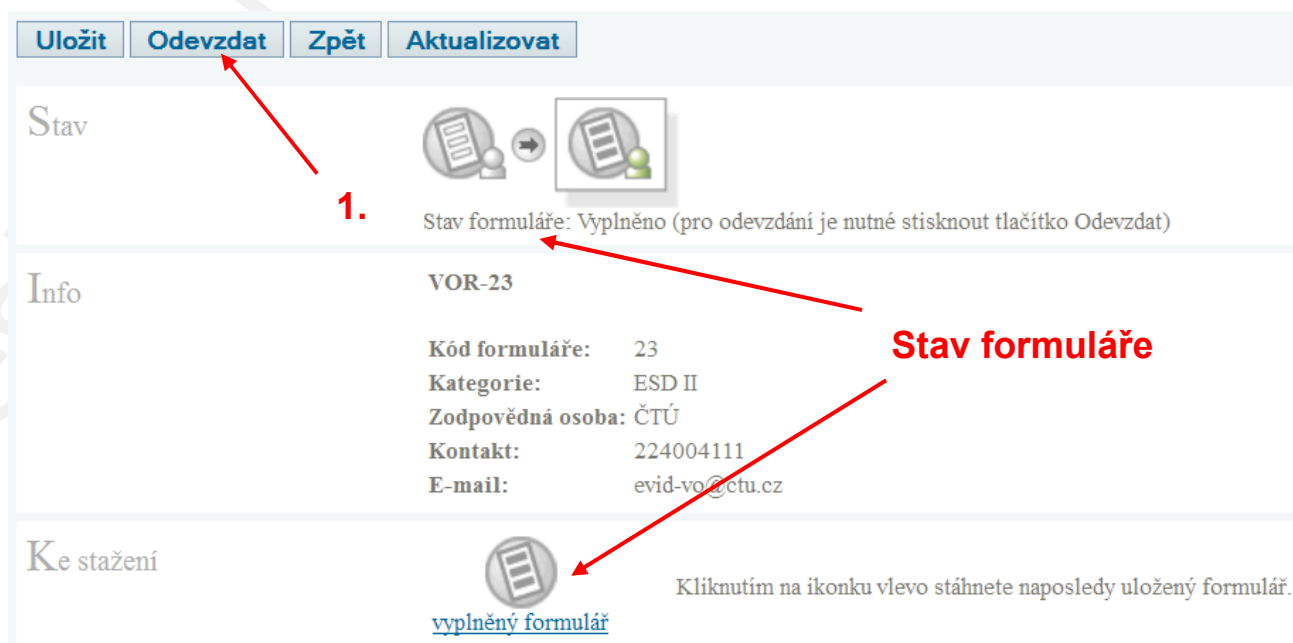 Uložit Odevzdat Zpět Aktualizovat
Stav
1.
Stav formuláře: Vyplněno (pro odevzdání je nutné stisknout tlačítko Odevzdat)
Info
VOR-23
Kód formuláře: 23
Stav formuláře
Kategorie: ESD II
Zodpovědná osoba: ČTÚ
Kontakt: 224004111
E-mail: evid-vo@ctu.cz
Ke stažení
Kliknutím na ikonku vlevo stáhnete naposledy uložený formulář.
vyplněný formulář